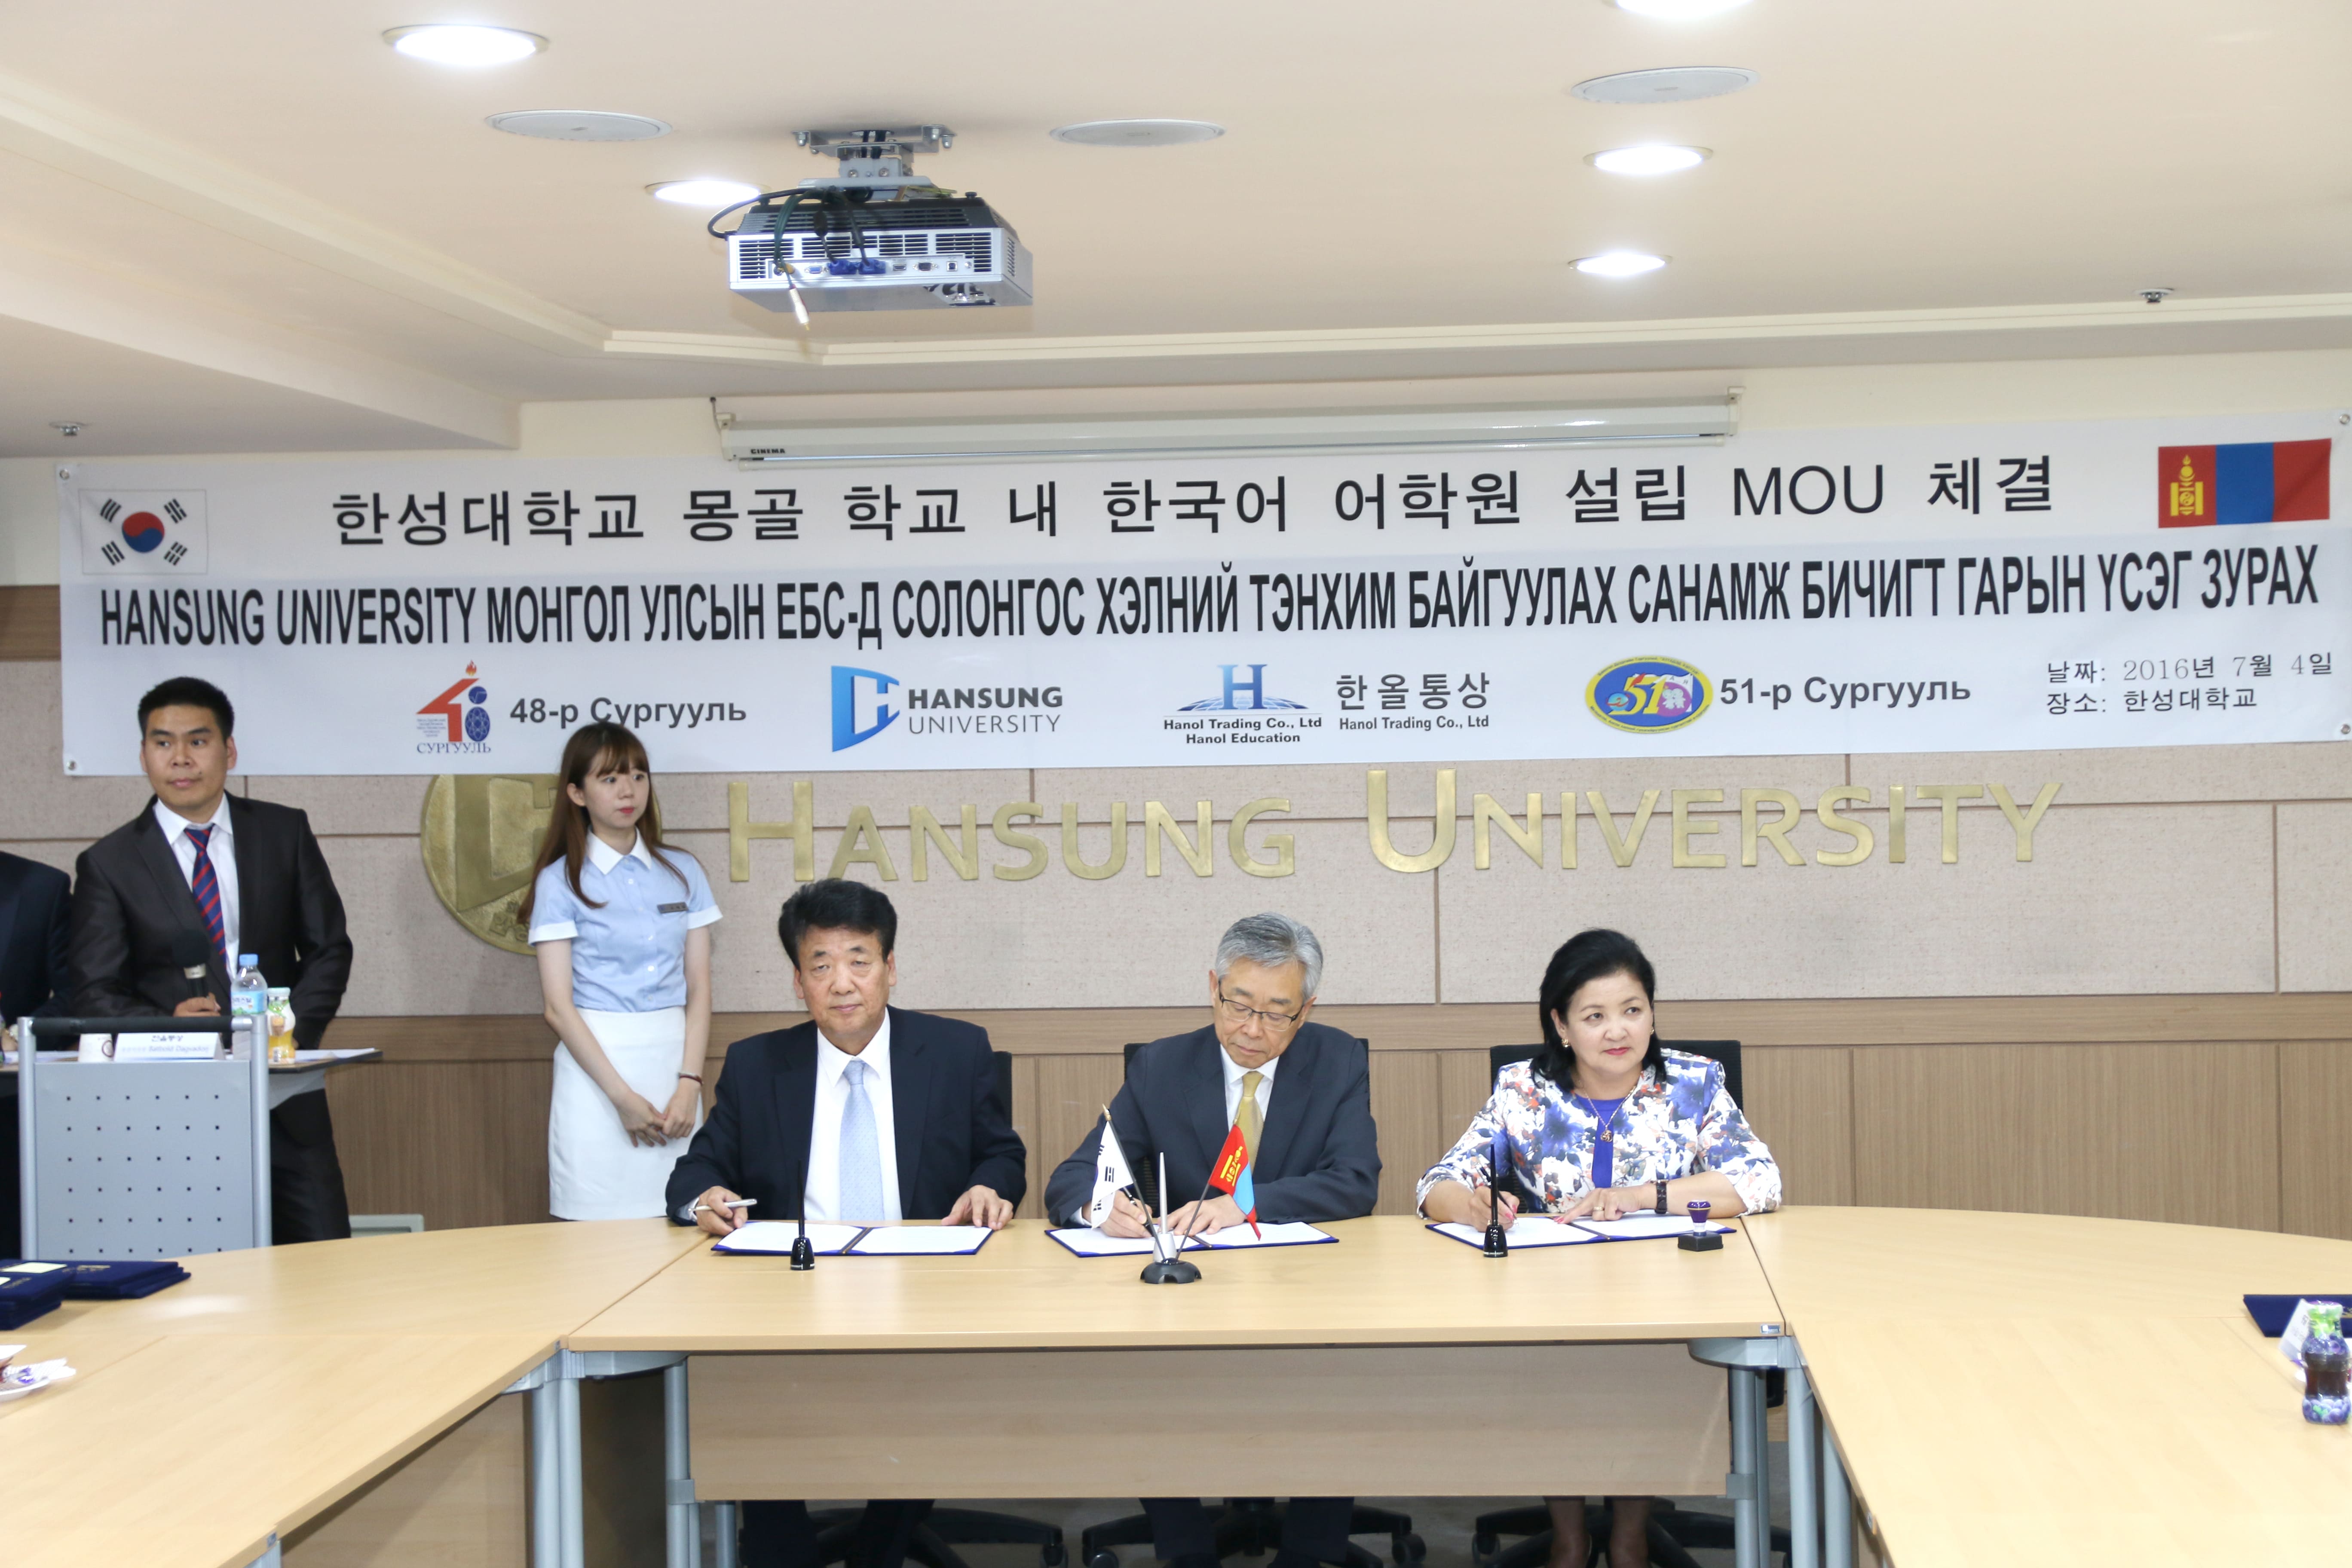 CINEMA
한성대학교 몽골 학교 내 한국어 어학원 설립 MOU 체결
HANSUNG UNIVERSITY МОНГОЛ УЛСЫН ЕБС-Д СОЛОНГОС ХЭЛНИЙ ТЭНХИМ БАЙГУУЛАХ САНАМЖ БИЧИГТ ГАРЫН ҮСЭГ ЗУРАХ
СУРГУУЛЬ
48-р Сургууль
HANSUNG
UNIVERSITY
H
Hanol Trading Co., Ltd
Hanol Education
한올통상
Hanol Trading Co., Ltd
51
51-р Сургууль
날짜: 2016년 7월 4일
장소: 한성대학교
HANSUNG UNIVERSITY